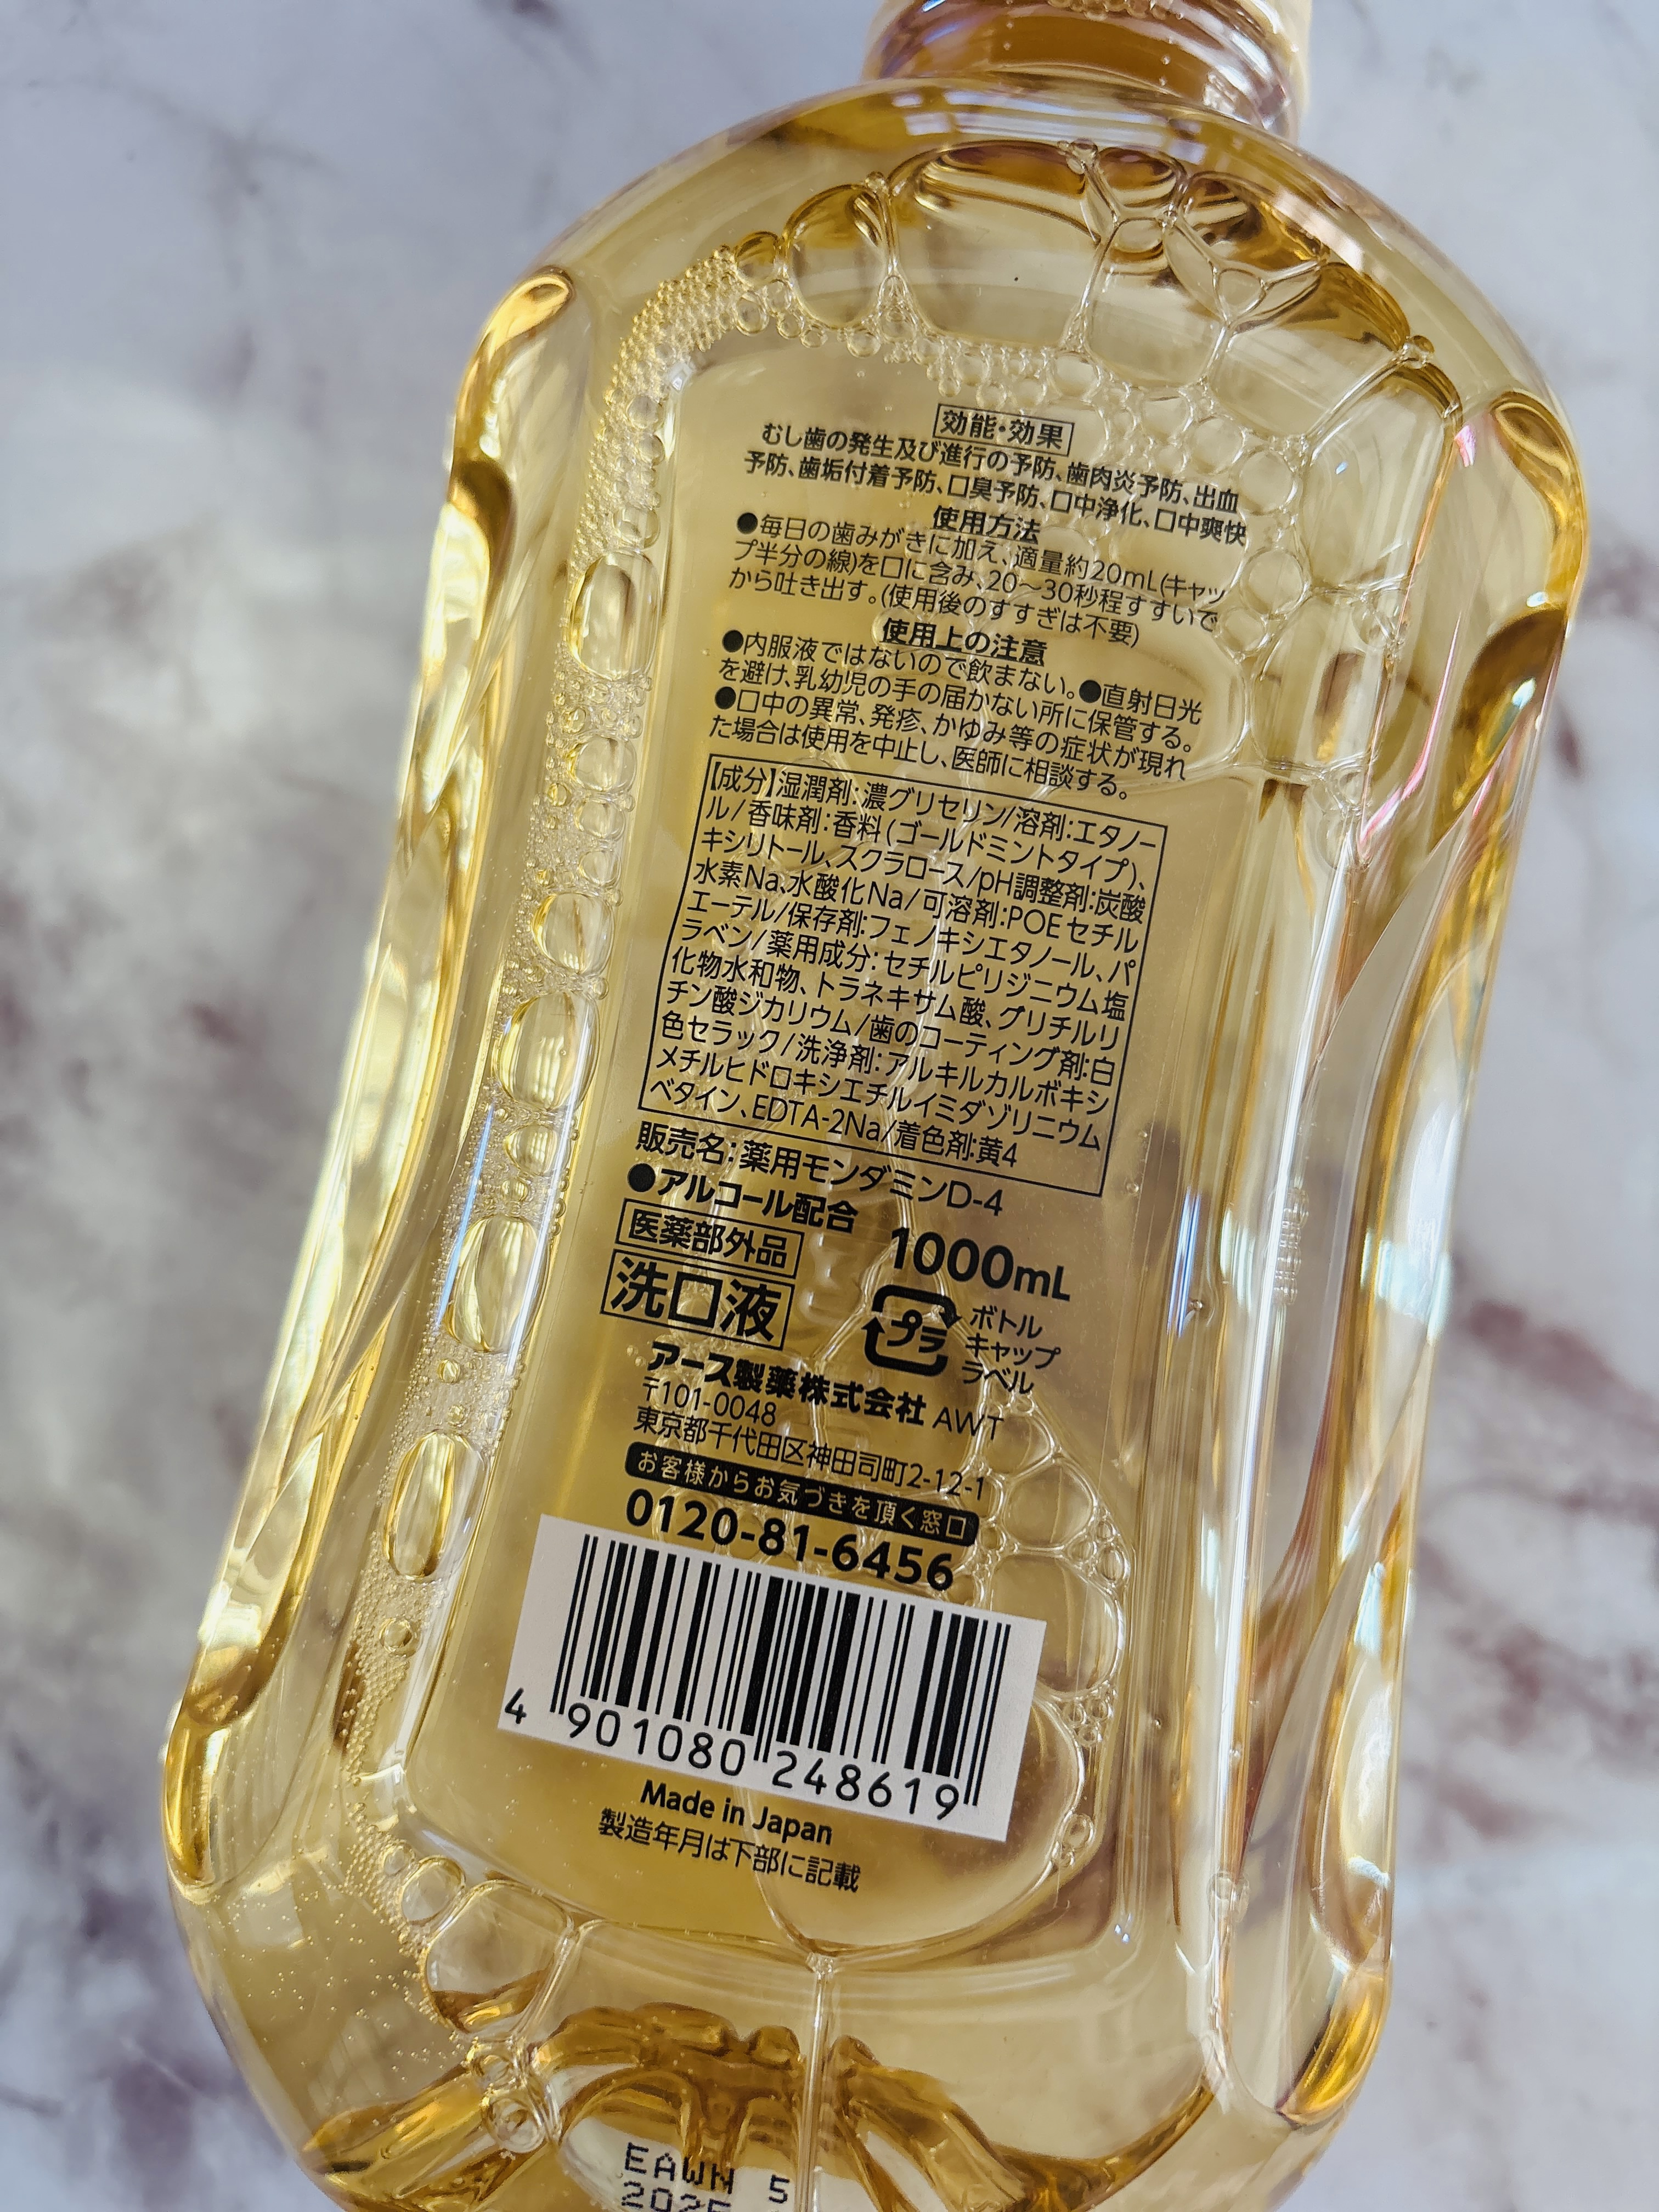 効能・効果
むし歯の発生及び進行の予防、歯肉炎予防、出血
予防、歯垢付着予防、口臭予防、口中浄化、口中爽快
使用方法
●毎日の歯みがきに加え、適量約20mL(キャッ
プ半分の線)を口に含み、20〜30秒程すすいで
から吐き出す。(使用後のすすぎは不要)
使用上の注意
●内服液ではないので飲まない。●直射日光
を避け、乳幼児の手の届かない所に保管する。
●口中の異常、発疹、かゆみ等の症状が現れ
た場合は使用を中止し、医師に相談する。
【成分】湿潤剤:濃グリセリン/溶剤:エタノー
ル/香味剤:香料(ゴールドミントタイプ)、
キシリトール、スクラロース/pH調整剤:炭酸
水素Na、水酸化Na/可溶剤:POEセチル
エーテル/保存剤:フェノキシエタノール、パ
ラベン/薬用成分:セチルピリジニウム塩
化物水和物、トラネキサム酸、グリチルリ
チン酸ジカリウム/歯のコーティング剤:白
色セラック/洗浄剤:アルキルカルボキシ
メチルヒドロキシエチルイミダゾリニウム
ベタイン、EDTA-2Na/着色剤:黄4
販売名:薬用モンダミンD-4
●アルコール配合
医薬部外品
1000mL
洗口液
プラ
ボトル
キャップ
ラベル
アース製薬株式会社 AWT
〒101-0048
東京都千代田区神田司町2-12-1
お客様からお気づきを頂く窓口
0120-81-6456
4 901080 248619
Made in Japan
製造年月は下部に記載
EAWN 5
2025